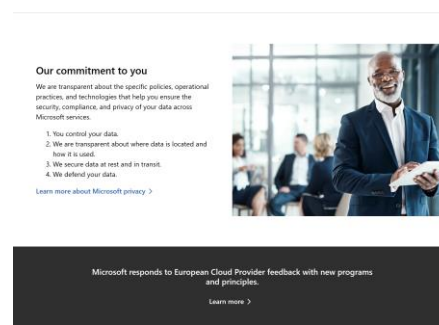 Our commitment to you
We are transparent about the specific policies, operational
practices, and technologies that help you ensure the
security, compliance, and privacy of your data across
Microsoft services.
1. You control your data.
2. We are transparent about where data is located and
how it is used.
3. We secure data at rest and in transit.
4. We defend your data.
Learn more about Microsoft privacy >
Microsoft responds to European Cloud Provider feedback with new programs
and principles.
Learn more >